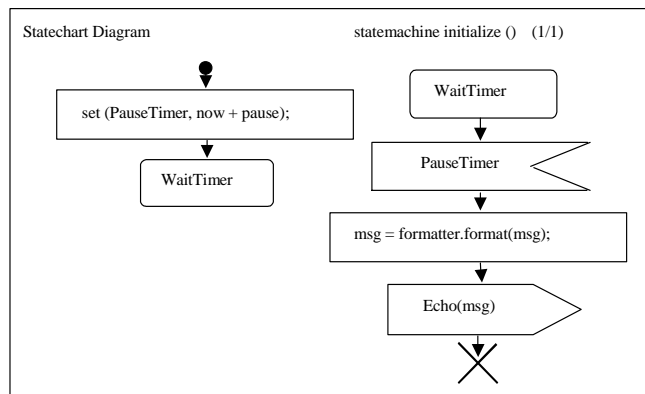 Statechart Diagram
statemachine initialize () (1/1)
set (PauseTimer, now + pause);
WaitTimer
WaitTimer
PauseTimer
msg = formatter.format(msg);
Echo(msg)